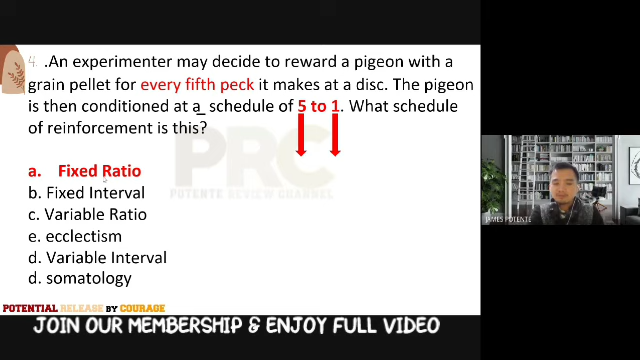 4. .An experimenter may decide to reward a pigeon with a
grain pellet for every fifth peck it makes at a disc. The pigeon
is then conditioned at a _ schedule of 5 to 1. What schedule
of reinforcement is this?
PRC
POTENTE REVIEW CHANNEL
a. Fixed Ratio
b. Fixed Interval
c. Variable Ratio
e. ecclectism
d. Variable Interval
d. somatology
JAMES POTENTE
POTENTIAL RELEASE BY COURAGE
JOIN OUR MEMBERSHIP & ENJOY FULL VIDEO